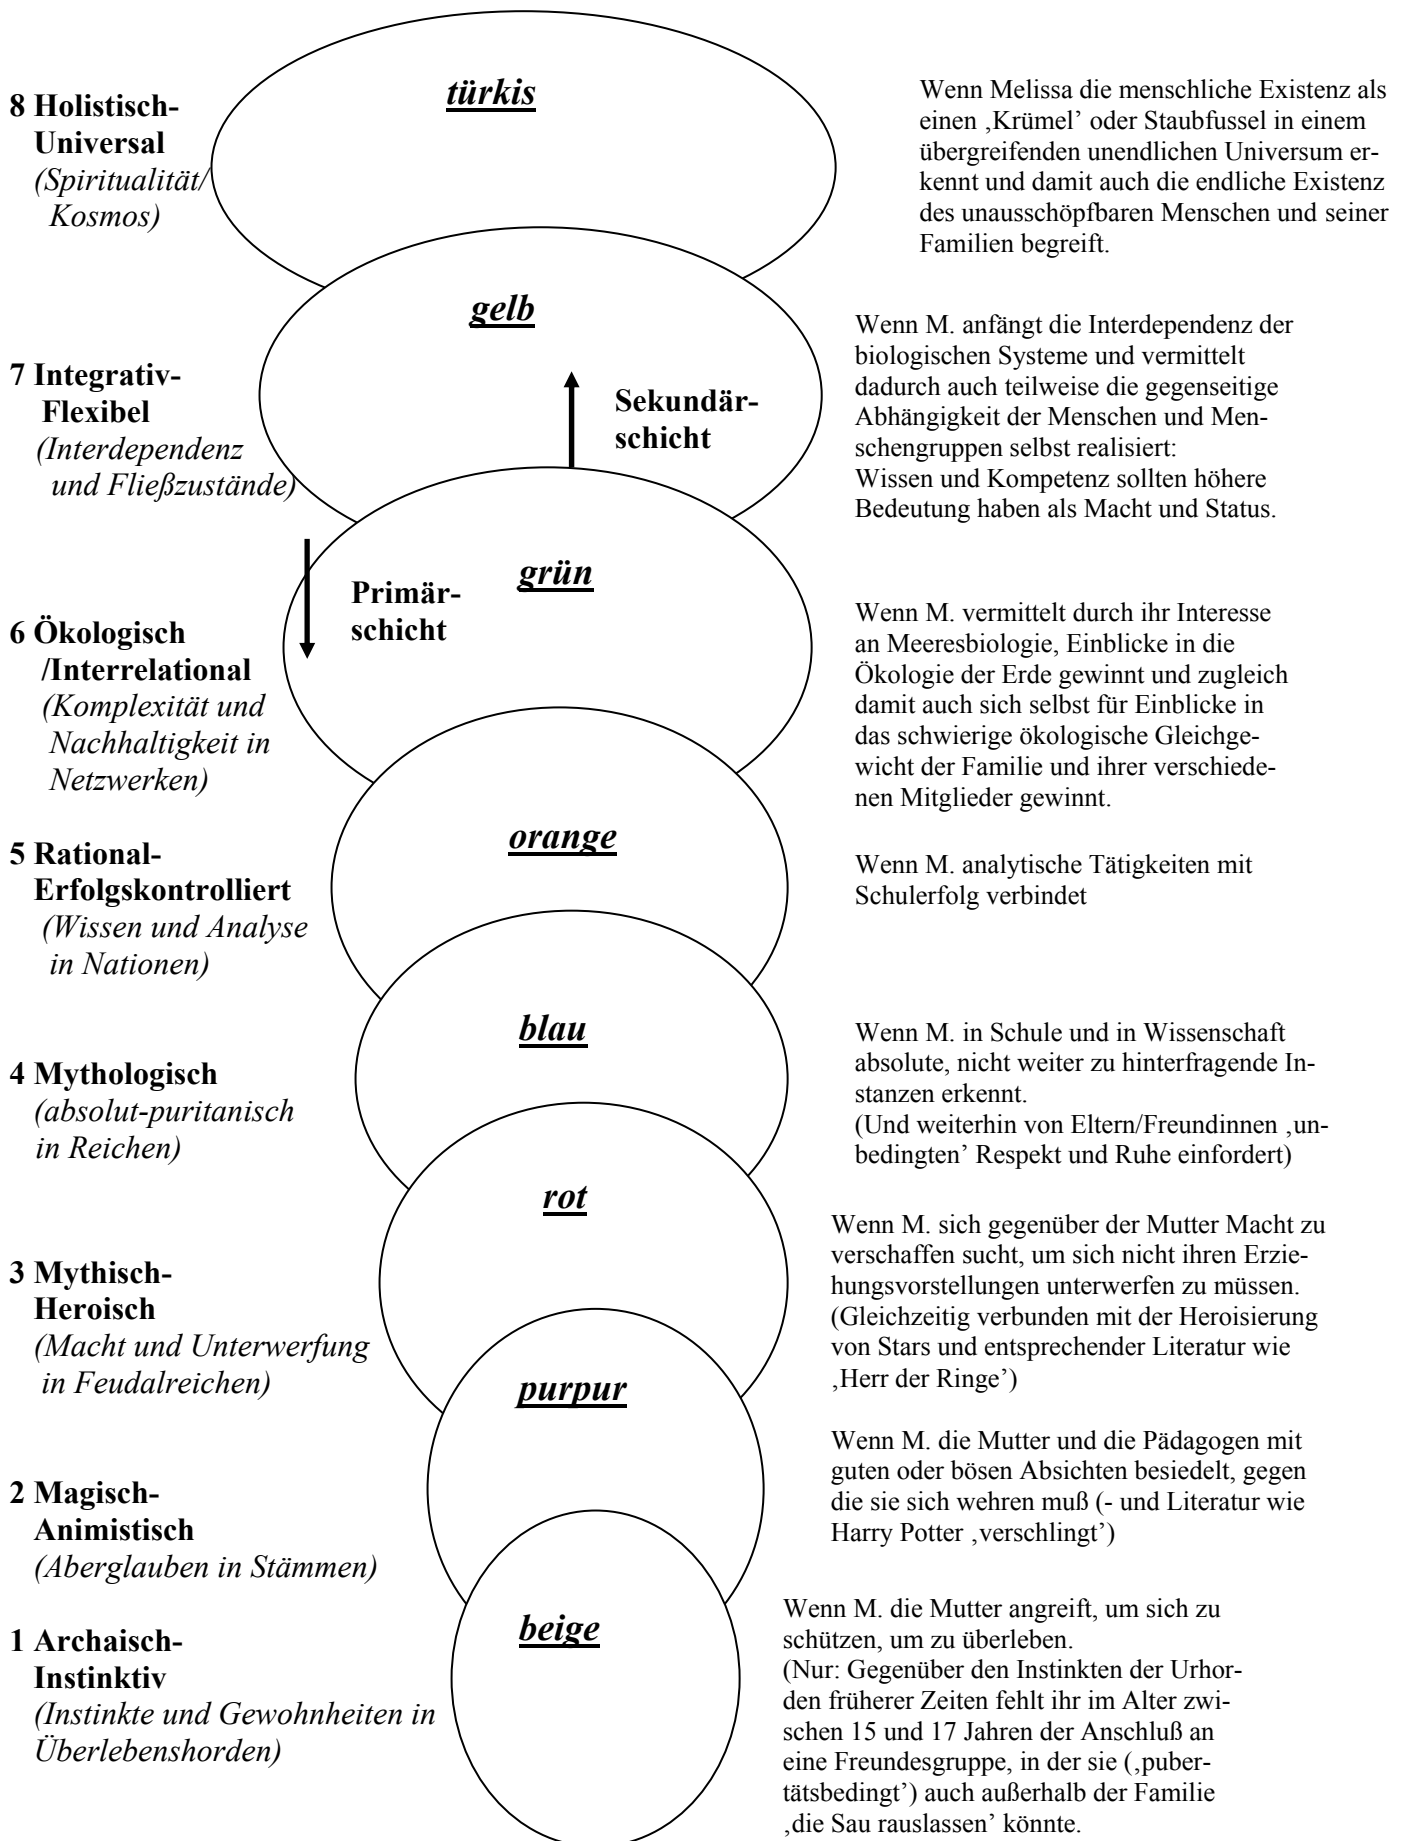 türkis
8 Holistisch-
Universal
(Spiritualität/
Kosmos)
Wenn Melissa die menschliche Existenz als
einen ‚Krümel’ oder Staubfussel in einem
übergreifenden unendlichen Universum er-
kennt und damit auch die endliche Existenz
des unausschöpfbaren Menschen und seiner
Familien begreift.
gelb
7 Integrativ-
Flexibel
(Interdependenz
und Fließzustände)
Sekundär-
schicht
Wenn M. anfängt die Interdependenz der
biologischen Systeme und vermittelt
dadurch auch teilweise die gegenseitige
Abhängigkeit der Menschen und Men-
schengruppen selbst realisiert:
Wissen und Kompetenz sollten höhere
Bedeutung haben als Macht und Status.
grün
Primär-
schicht
6 Ökologisch
/Interrelational
(Komplexität und
Nachhaltigkeit in
Netzwerken)
Wenn M. vermittelt durch ihr Interesse
an Meeresbiologie, Einblicke in die
Ökologie der Erde gewinnt und zugleich
damit auch sich selbst für Einblicke in
das schwierige ökologische Gleichge-
wicht der Familie und ihrer verschiede-
nen Mitglieder gewinnt.
orange
5 Rational-
Erfolgskontrolliert
(Wissen und Analyse
in Nationen)
Wenn M. analytische Tätigkeiten mit
Schulerfolg verbindet
blau
4 Mythologisch
(absolut-puritanisch
in Reichen)
Wenn M. in Schule und in Wissenschaft
absolute, nicht weiter zu hinterfragende In-
stanzen erkennt.
(Und weiterhin von Eltern/Freundinnen ‚un-
bedingten’ Respekt und Ruhe einfordert)
rot
3 Mythisch-
Heroisch
(Macht und Unterwerfung
in Feudalreichen)
Wenn M. sich gegenüber der Mutter Macht zu
verschaffen sucht, um sich nicht ihren Erzie-
hungsvorstellungen unterwerfen zu müssen.
(Gleichzeitig verbunden mit der Heroisierung
von Stars und entsprechender Literatur wie
‚Herr der Ringe’)
purpur
2 Magisch-
Animistisch
(Aberglauben in Stämmen)
Wenn M. die Mutter und die Pädagogen mit
guten oder bösen Absichten besiedelt, gegen
die sie sich wehren muß (- und Literatur wie
Harry Potter ‚verschlingt’)
beige
1 Archaisch-
Instinktiv
(Instinkte und Gewohnheiten in
Überlebenshorden)
Wenn M. die Mutter angreift, um sich zu
schützen, um zu überleben.
(Nur: Gegenüber den Instinkten der Urhor-
den früherer Zeiten fehlt ihr im Alter zwi-
schen 15 und 17 Jahren der Anschluß an
eine Freundesgruppe, in der sie (‚puber-
tätsbedingt’) auch außerhalb der Familie
‚die Sau rauslassen’ könnte.